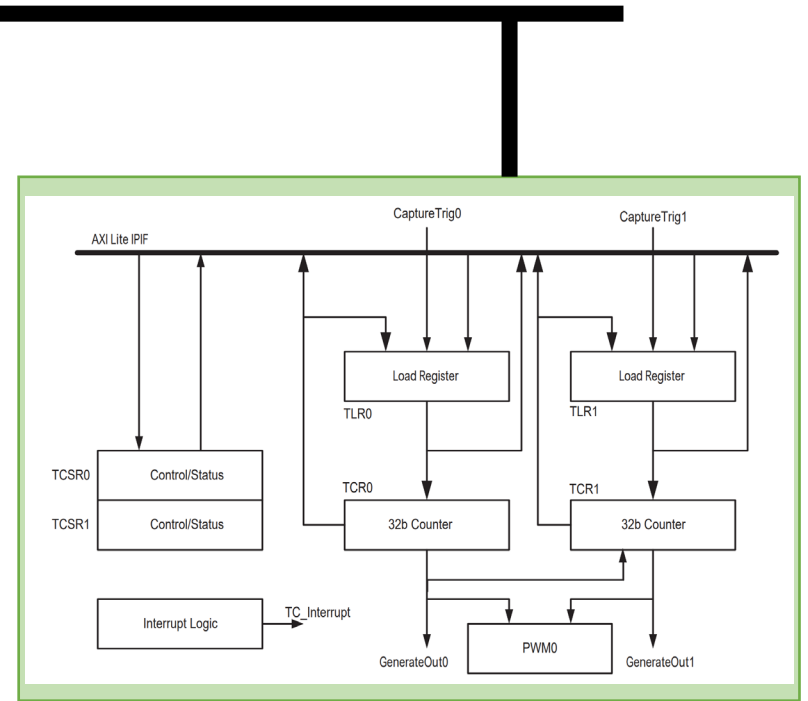 CaptureTrig0
CaptureTrig1
AXI Lite IPIF
Load Register
Load Register
TLR0
TLR1
TCSR0
Control/Status
TCR0
TCR1
TCSR1
Control/Status
32b Counter
32b Counter
Interrupt Logic
TC_Interrupt
PWM0
GenerateOut0
GenerateOut1